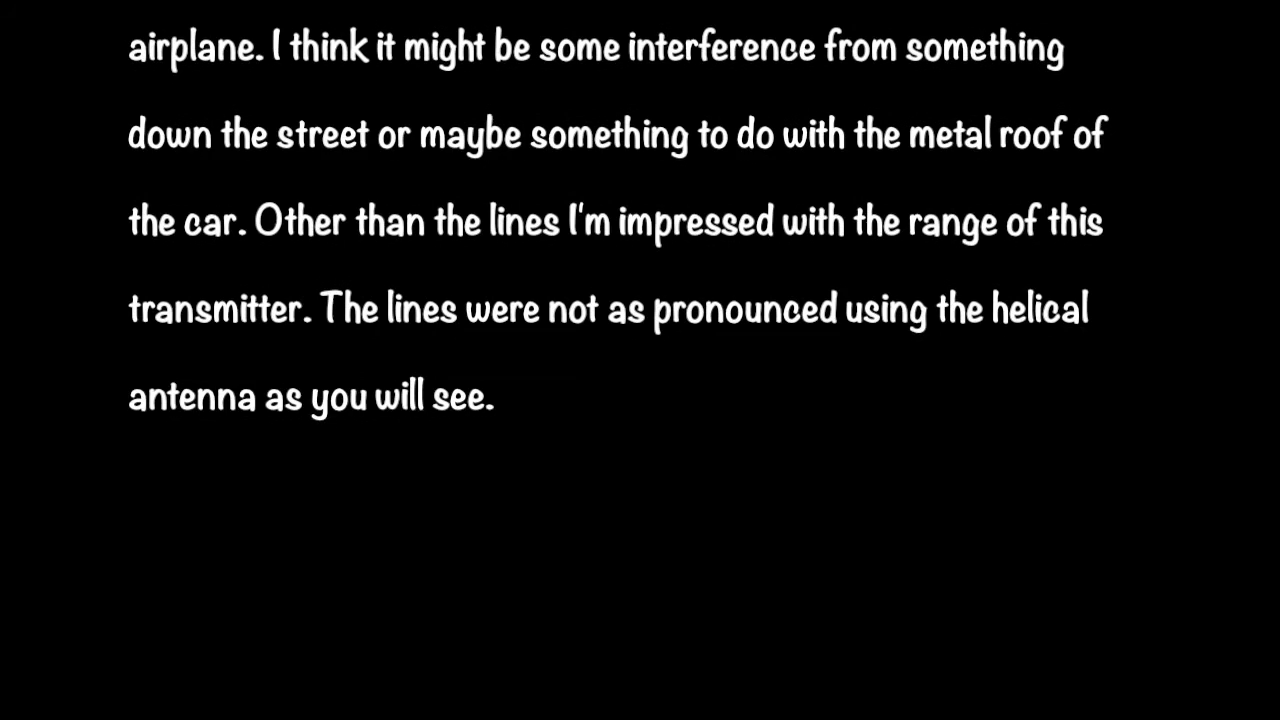 airplane. I think it might be some interference from something
down the street or maybe something to do with the metal roof of
the car. Other than the lines I'm impressed with the range of this
transmitter. The lines were not as pronounced using the helical
antenna as you will see.